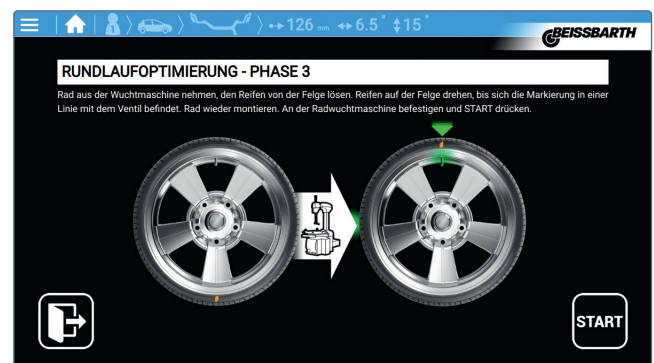 126 mm 6.5" 15"
BEISSBARTH
RUNDLAUFOPTIMIERUNG - PHASE 3
Rad aus der Wuchtmaschine nehmen, den Reifen von der Felge lösen. Reifen auf der Felge drehen, bis sich die Markierung in einer
Linie mit dem Ventil befindet. Rad wieder montieren. An der Radwuchtmaschine befestigen und START drücken.
START